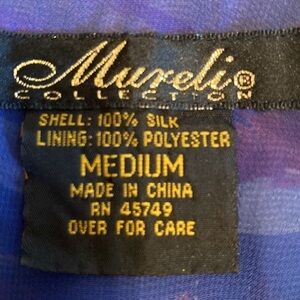 Mureli®
COLLECTION
SHELL: 100% SILK
LINING: 100% POLYESTER
MEDIUM
MADE IN CHINA
RN 45749
OVER FOR CARE